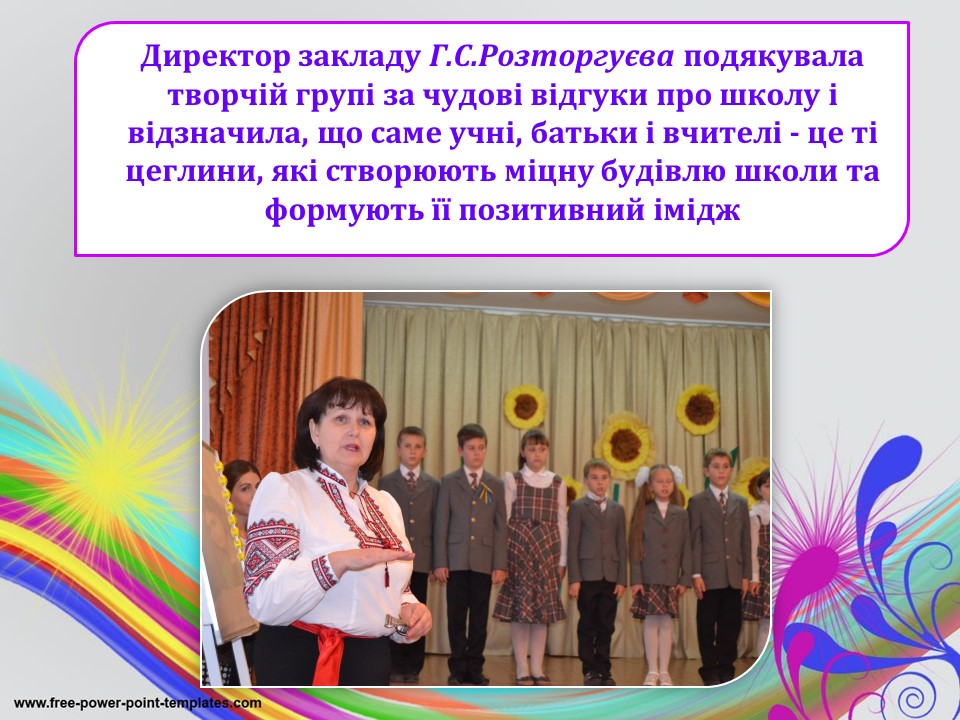 Директор закладу Г.С.Розторгуєва подякувала
творчій групі за чудові відгуки про школу і
відзначила, що саме учні, батьки і вчителі - це ті
цеглини, які створюють міцну будівлю школи та
формують її позитивний імідж
www.free-power-point-templates.com